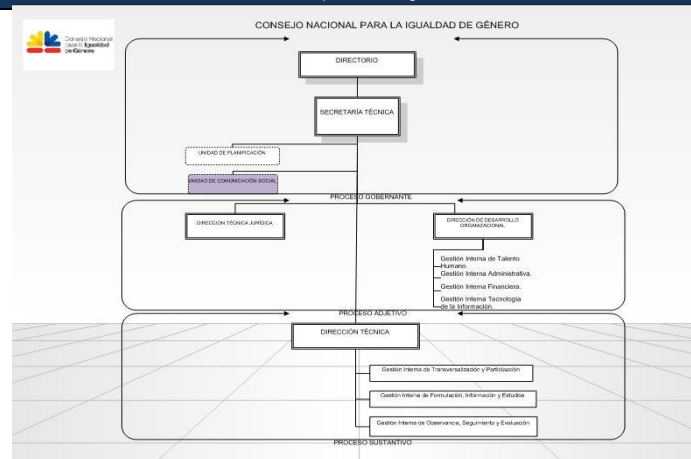 CONSEJO NACIONAL PARA LA IGUALDAD DE GÉNERO
Consejo Nacional
para la Igualdad
de Género
DIRECTORIO
SECRETARÍA TÉCNICA
UNIDAD DE PLANIFICACIÓN
UNIDAD DE COMUNICACIÓN SOCIAL
PROCESO GOBERNANTE
DIRECCIÓN TÉCNICA JURÍDICA
DIRECCIÓN DE DESARROLLO
ORGANIZACIONAL
Gestión Interna de Talento
Humano.
Gestión Interna Administrativa.
Gestión Interna Financiera.
Gestión Interna Tecnología
de la Información.
PROCESO ADJETIVO
DIRECCIÓN TÉCNICA
Gestión Interna de Transversalización y Participación
Gestión Interna de Formulación, Información y Estudios
Gestión Interna de Observancia, Seguimiento y Evaluación
PROCESO SUSTANTIVO